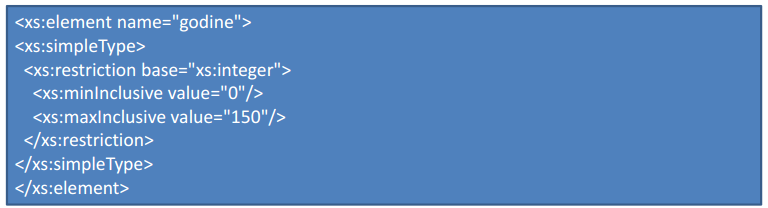 <xs:element name="godine">
<xs:simpleType>
<xs:restriction base="xs:integer">
<xs:minInclusive value="0"/>
<xs:maxInclusive value="150"/>
</xs:restriction>
</xs:simpleType>
</xs:element>